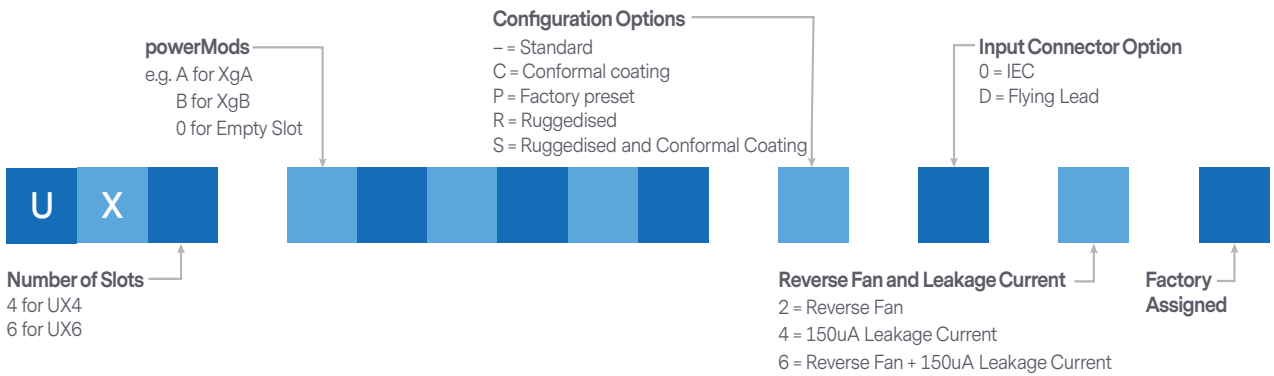 Configuration Options
– = Standard
C = Conformal coating
P = Factory preset
R = Ruggedised
S = Ruggedised and Conformal Coating
powerMods
e.g. A for XgA
B for XgB
0 for Empty Slot
Input Connector Option
0 = IEC
D = Flying Lead
U X
Number of Slots
4 for UX4
6 for UX6
Reverse Fan and Leakage Current
2 = Reverse Fan
4 = 150uA Leakage Current
6 = Reverse Fan + 150uA Leakage Current
Factory
Assigned